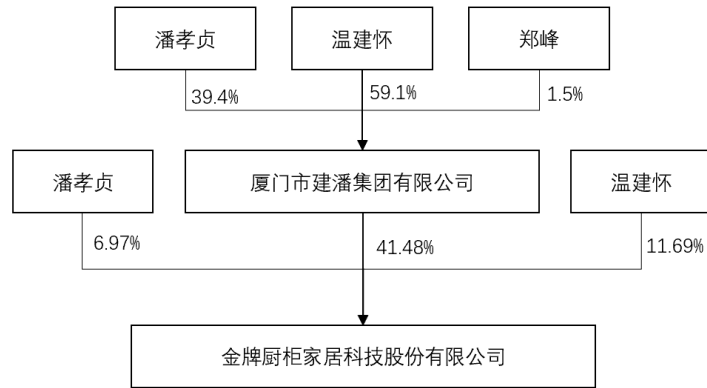 潘孝贞
温建怀
郑峰
39.4%
59.1%
1.5%
潘孝贞
厦门市建潘集团有限公司
温建怀
6.97%
41.48%
11.69%
金牌厨柜家居科技股份有限公司